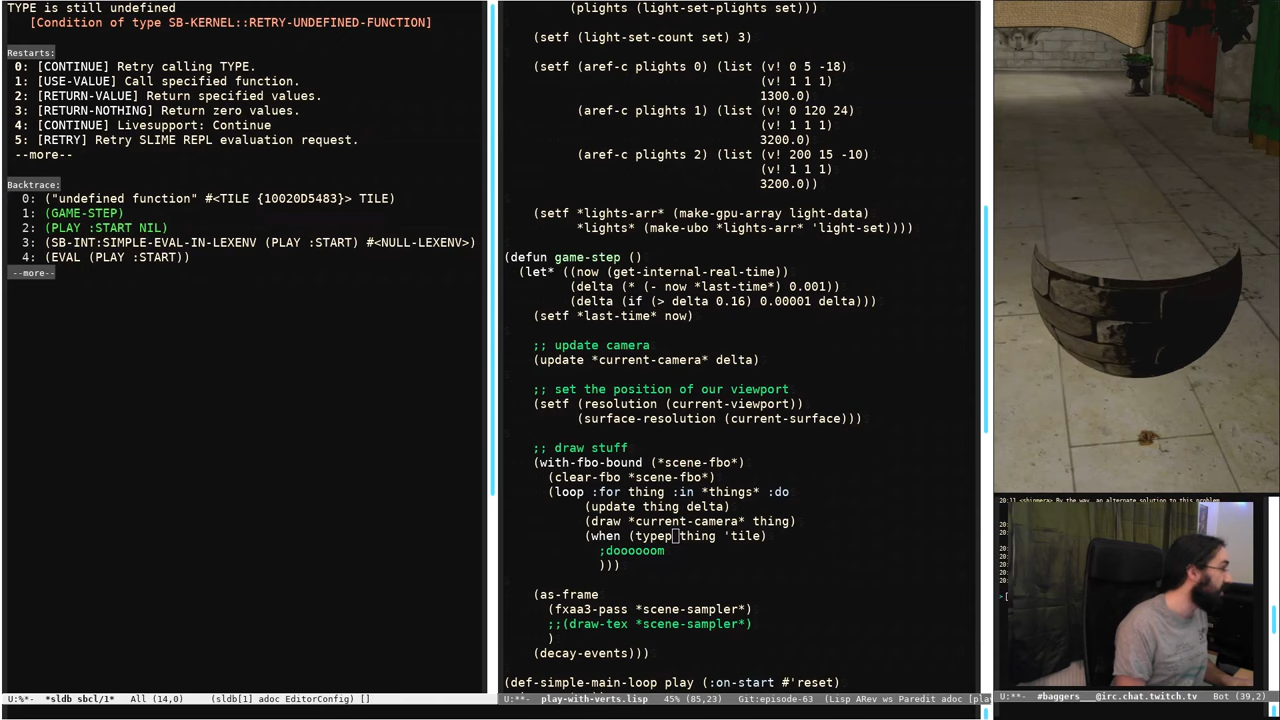 TYPE is still undefined
[Condition of type SB-KERNEL::RETRY-UNDEFINED-FUNCTION]
Restarts:
0: [CONTINUE] Retry calling TYPE.
1: [USE-VALUE] Call specified function.
2: [RETURN-VALUE] Return specified values.
3: [RETURN-NOTHING] Return zero values.
4: [CONTINUE] Livesupport: Continue
5: [RETRY] Retry SLIME REPL evaluation request.
--more--
Backtrace:
0: ("undefined function" #<TILE {10020D5483}> TILE)
1: (GAME-STEP)
2: (PLAY :START NIL)
3: (SB-INT:SIMPLE-EVAL-IN-LEXENV (PLAY :START) #<NULL-LEXENV>)
4: (EVAL (PLAY :START))
--more--
U:%*- *sldb sbcl/1* All (14,0) (sldb[1] adoc EditorConfig) []
(plights (light-set-plights set)))
(setf (light-set-count set) 3)
(setf (aref-c plights 0) (list (v! 0 5 -18)
(v! 1 1 1)
1300.0)
(aref-c plights 1) (list (v! 0 120 24)
(v! 1 1 1)
3200.0)
(aref-c plights 2) (list (v! 200 15 -10)
(v! 1 1 1)
3200.0))
(setf *lights-arr* (make-gpu-array light-data)
*lights* (make-ubo *lights-arr* 'light-set))))
(defun game-step ()
(let* ((now (get-internal-real-time))
(delta (* (- now *last-time*) 0.001))
(delta (if (> delta 0.16) 0.00001 delta)))
(setf *last-time* now)
;; update camera
(update *current-camera* delta)
;; set the position of our viewport
(setf (resolution (current-viewport))
(surface-resolution (current-surface)))
;; draw stuff
(with-fbo-bound (*scene-fbo*)
(clear-fbo *scene-fbo*)
(loop :for thing :in *things* :do
(update thing delta)
(draw *current-camera* thing)
(when (typep thing 'tile)
;doooooom
)))
(as-frame
(fxaa3-pass *scene-sampler*)
;;(draw-tex *scene-sampler*)
)
(decay-events)))
(def-simple-main-loop play (:on-start #'reset)
U:**- play-with-verts.lisp 45% (85,23) Git:episode-63 (Lisp ARev ws Paredit adoc [pla
20:11 <shinmera> By the way, an alternate solution to this problem
U:**- #baggers___@irc.chat.twitch.tv Bot (39,2)